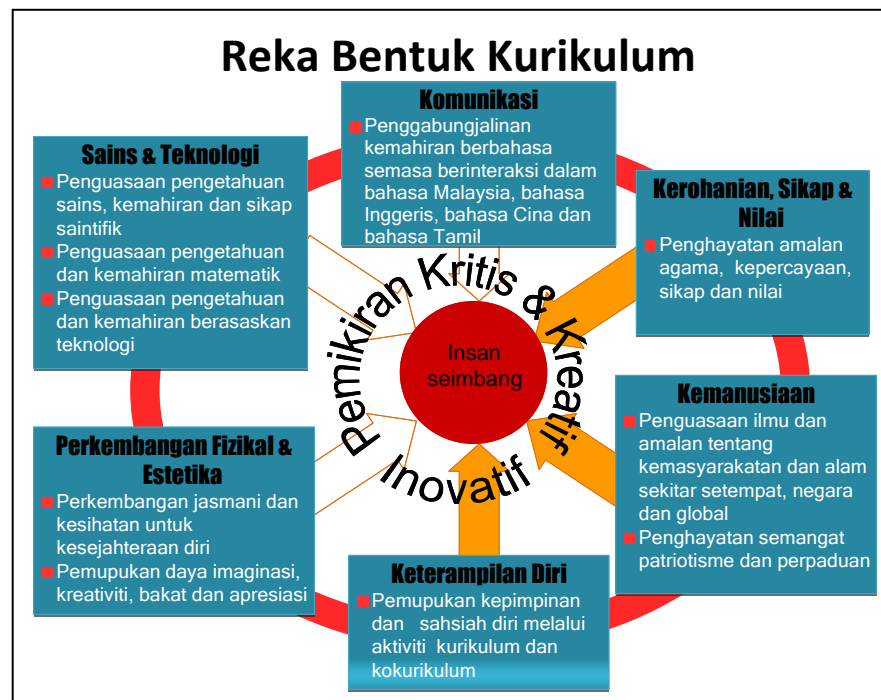 Reka Bentuk Kurikulum
Komunikasi
Penggabungjalinan
kemahiran berbahasa
semasa berinteraksi dalam
bahasa Malaysia, bahasa
Inggeris, bahasa Cina dan
bahasa Tamil
Sains & Teknologi
Penguasaan pengetahuan
sains, kemahiran dan sikap
saintifik
Penguasaan pengetahuan
dan kemahiran matematik
Penguasaan pengetahuan
dan kemahiran berasaskan
teknologi
Kerohanian, Sikap &
Nilai
Penghayatan amalan
agama, kepercayaan,
sikap dan nilai
Pemikiran Kritis & Kreatif
Inovatif
Insan
seimbang
Kemanusiaan
Penguasaan ilmu dan
amalan tentang
kemasyarakatan dan alam
sekitar setempat, negara
dan global
Penghayatan semangat
patriotisme dan perpaduan
Perkembangan Fizikal &
Estetika
Perkembangan jasmani dan
kesihatan untuk
kesejahteraan diri
Pemupukan daya imaginasi,
kreativiti, bakat dan apresiasi
Keterampilan Diri
Pemupukan kepimpinan
dan sahsiah diri melalui
aktiviti kurikulum dan
kokurikulum